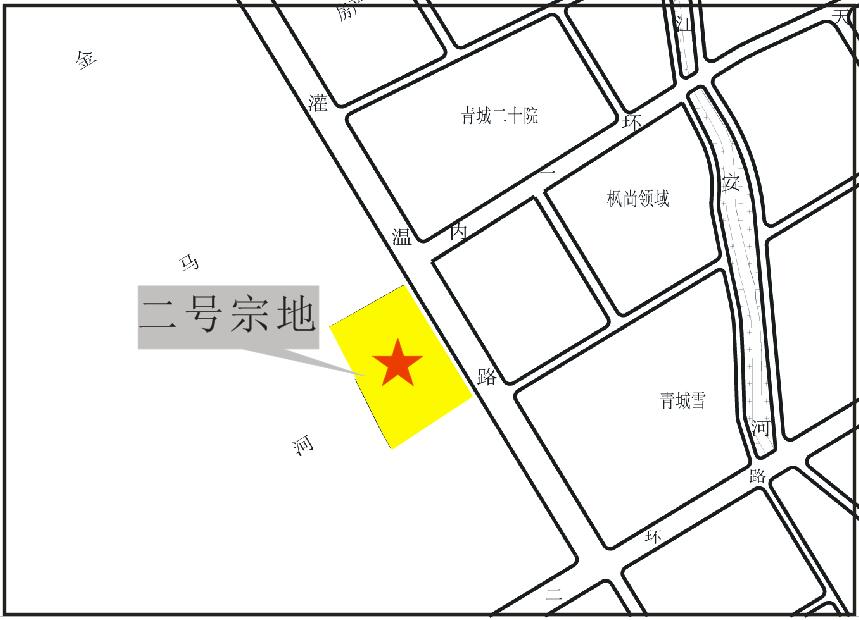 金马河
灌温路
内一环
江安河
天
青城二十院
枫尚领域
二号宗地
青城雪
二环路